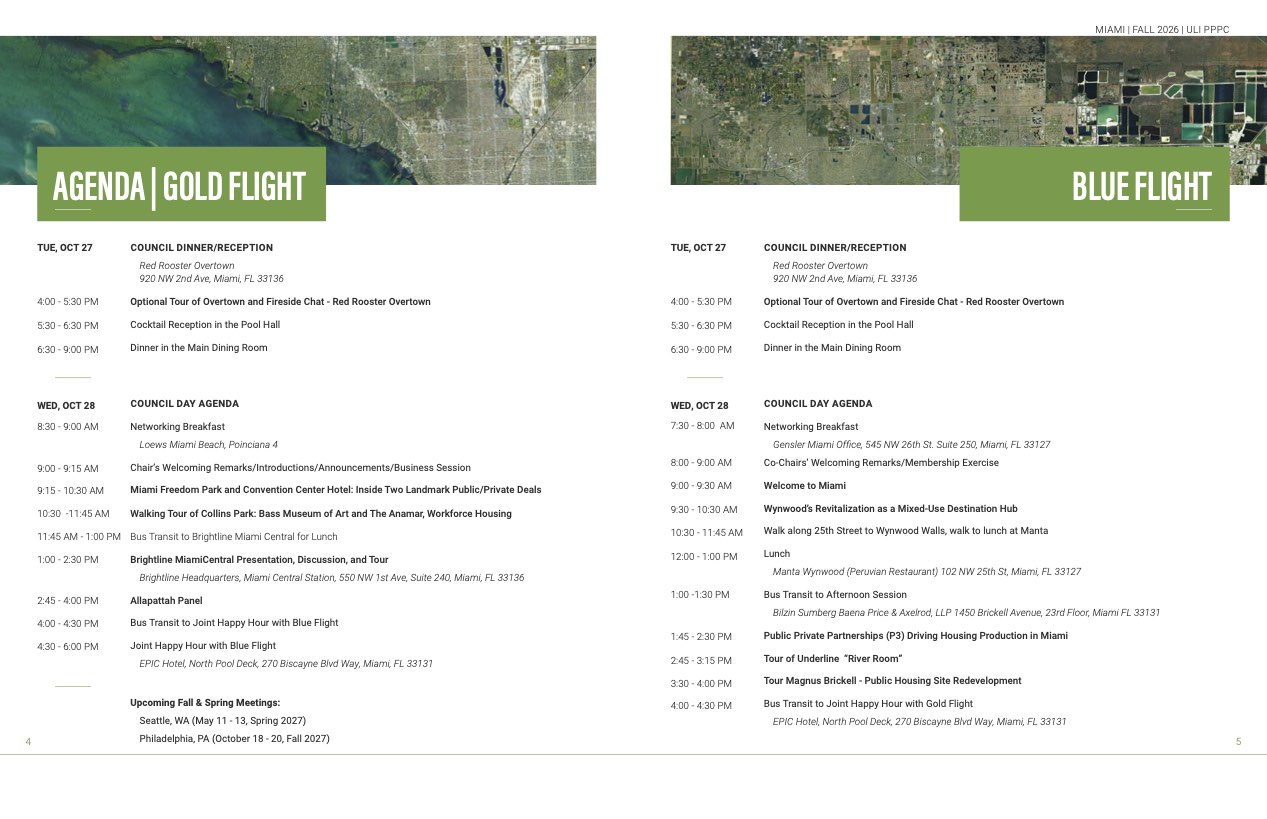 MIAMI | FALL 2026 | ULI PPPC
AGENDA | GOLD FLIGHT
TUE, OCT 27 COUNCIL DINNER/RECEPTION
Red Rooster Overtown
920 NW 2nd Ave, Miami, FL 33136
4:00 - 5:30 PM Optional Tour of Overtown and Fireside Chat - Red Rooster Overtown
5:30 - 6:30 PM Cocktail Reception in the Pool Hall
6:30 - 9:00 PM Dinner in the Main Dining Room
WED, OCT 28 COUNCIL DAY AGENDA
8:30 - 9:00 AM Networking Breakfast
Loews Miami Beach, Poinciana 4
9:00 - 9:15 AM Chair's Welcoming Remarks/Introductions/Announcements/Business Session
9:15 - 10:30 AM Miami Freedom Park and Convention Center Hotel: Inside Two Landmark Public/Private Deals
10:30 -11:45 AM Walking Tour of Collins Park: Bass Museum of Art and The Anamar, Workforce Housing
11:45 AM - 1:00 PM Bus Transit to Brightline Miami Central for Lunch
1:00 - 2:30 PM Brightline MiamiCentral Presentation, Discussion, and Tour
Brightline Headquarters, Miami Central Station, 550 NW 1st Ave, Suite 240, Miami, FL 33136
2:45 - 4:00 PM Allapattah Panel
4:00 - 4:30 PM Bus Transit to Joint Happy Hour with Blue Flight
4:30 - 6:00 PM Joint Happy Hour with Blue Flight
EPIC Hotel, North Pool Deck, 270 Biscayne Blvd Way, Miami, FL 33131
Upcoming Fall & Spring Meetings:
Seattle, WA (May 11 - 13, Spring 2027)
Philadelphia, PA (October 18 - 20, Fall 2027)
4
BLUE FLIGHT
TUE, OCT 27 COUNCIL DINNER/RECEPTION
Red Rooster Overtown
920 NW 2nd Ave, Miami, FL 33136
4:00 - 5:30 PM Optional Tour of Overtown and Fireside Chat - Red Rooster Overtown
5:30 - 6:30 PM Cocktail Reception in the Pool Hall
6:30 - 9:00 PM Dinner in the Main Dining Room
WED, OCT 28 COUNCIL DAY AGENDA
7:30 - 8:00 AM Networking Breakfast
Gensler Miami Office, 545 NW 26th St. Suite 250, Miami, FL 33127
8:00 - 9:00 AM Co-Chairs' Welcoming Remarks/Membership Exercise
9:00 - 9:30 AM Welcome to Miami
9:30 - 10:30 AM Wynwood's Revitalization as a Mixed-Use Destination Hub
10:30 - 11:45 AM Walk along 25th Street to Wynwood Walls, walk to lunch at Manta
12:00 - 1:00 PM Lunch
Manta Wynwood (Peruvian Restaurant) 102 NW 25th St, Miami, FL 33127
1:00 -1:30 PM Bus Transit to Afternoon Session
Bilzin Sumberg Baena Price & Axelrod, LLP 1450 Brickell Avenue, 23rd Floor, Miami FL 33131
1:45 - 2:30 PM Public Private Partnerships (P3) Driving Housing Production in Miami
2:45 - 3:15 PM Tour of Underline “River Room”
3:30 - 4:00 PM Tour Magnus Brickell - Public Housing Site Redevelopment
4:00 - 4:30 PM Bus Transit to Joint Happy Hour with Gold Flight
EPIC Hotel, North Pool Deck, 270 Biscayne Blvd Way, Miami, FL 33131
5